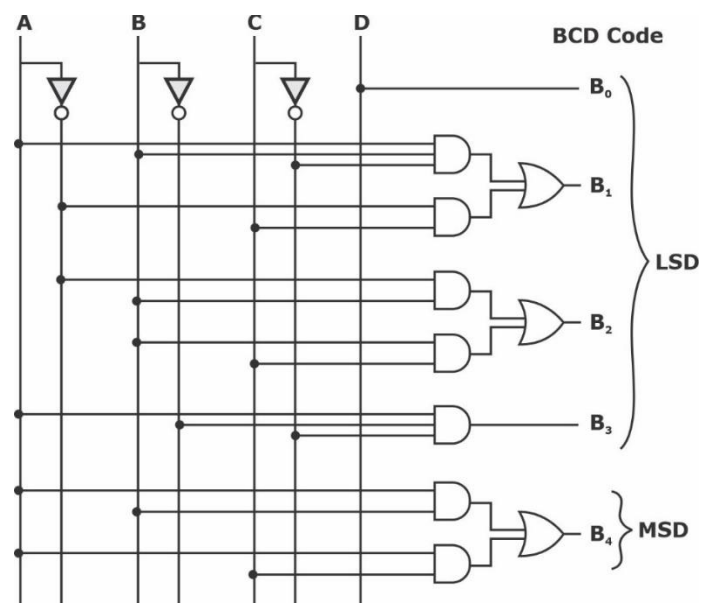 A B C D
BCD Code
B₀
B₁
LSD
B₂
B₃
B₄
MSD